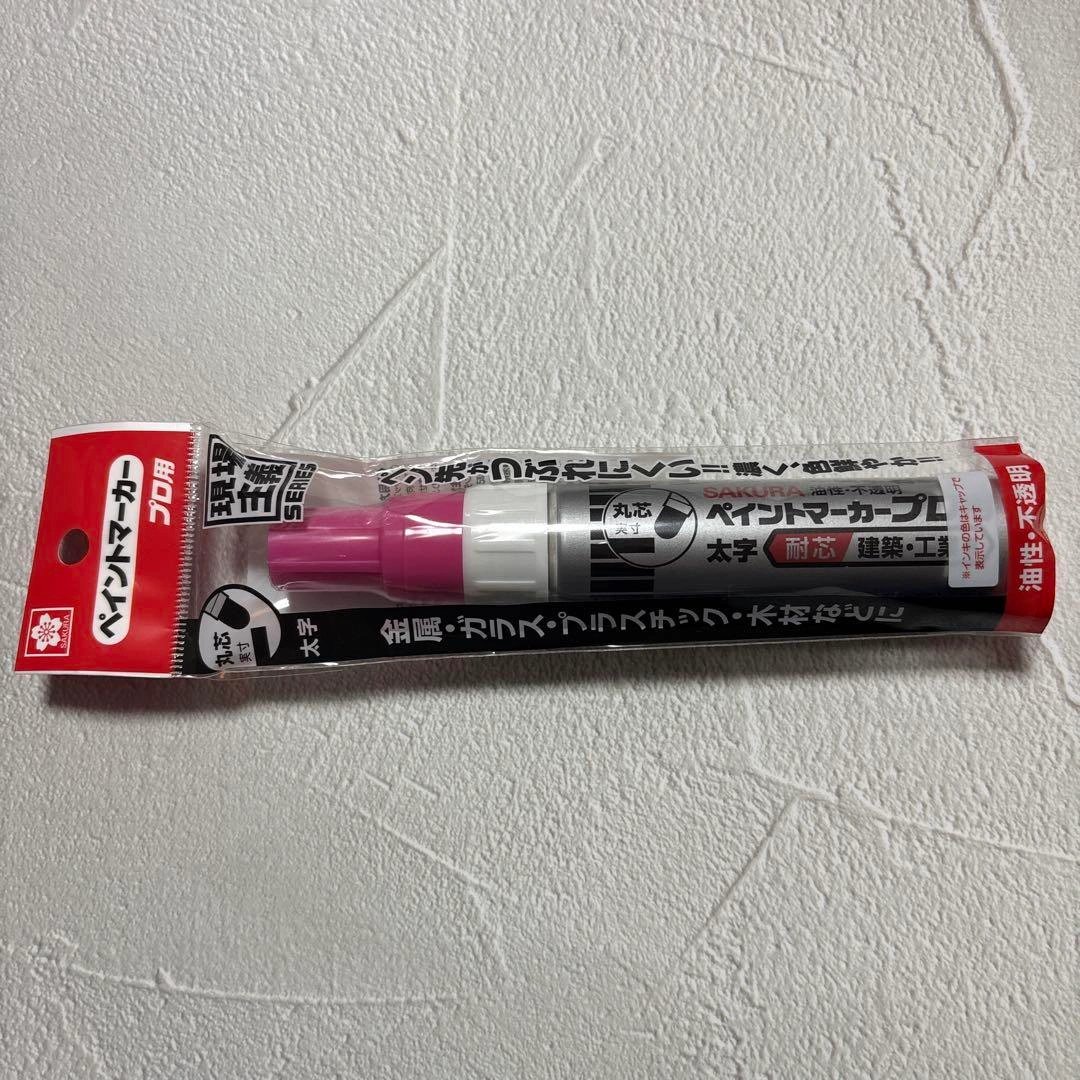 ペイントマーカー
プロ用
SAKURA
現場
主義
SERIES
ペン先がつぶれにくい!! 濃く、色鮮やか!!
丸芯
実寸
太字
金属・ガラス・プラスチック・木材などに
丸芯
実寸
SAKURA 油性・不透明
ペイントマーカープロ
太字 耐芯 建築・工業
※インキの色はキャップで
表示しています
油性・不透明